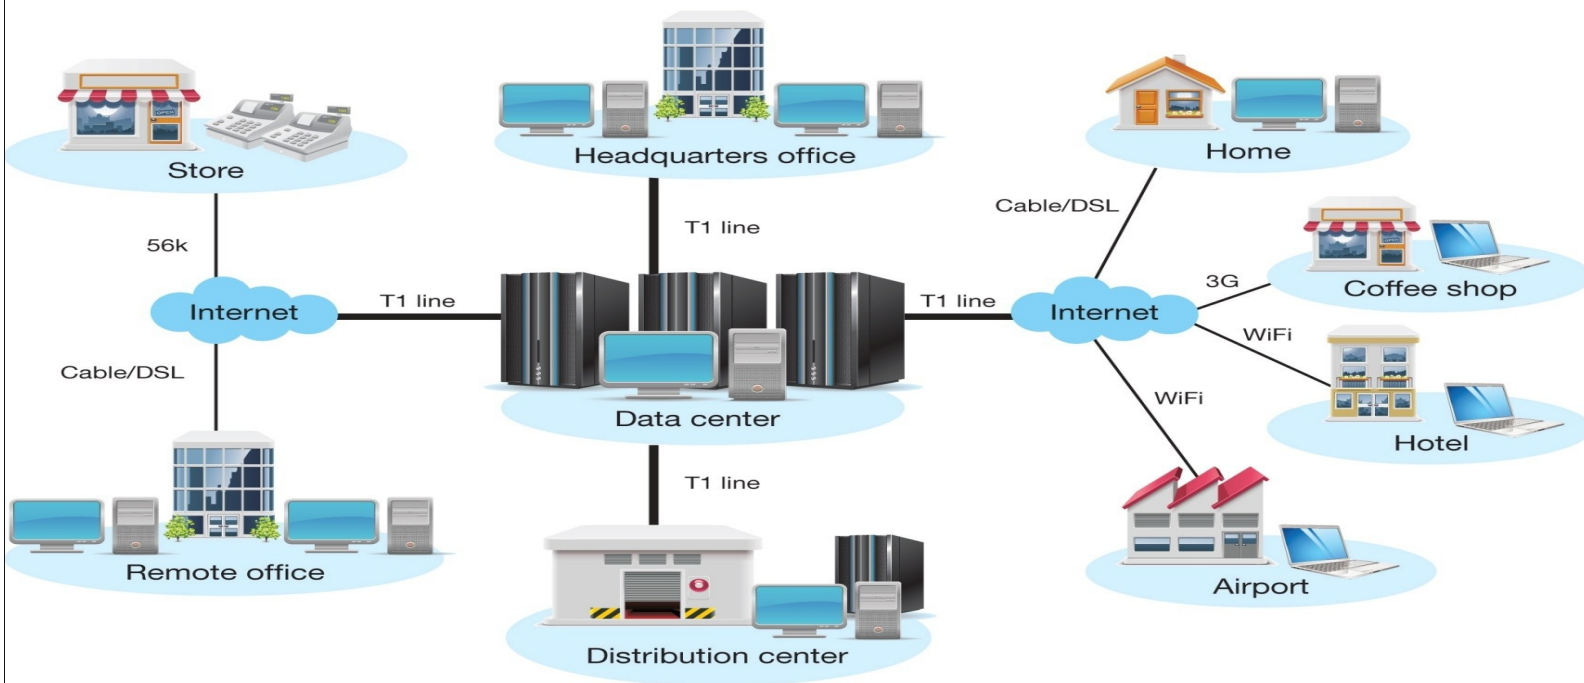 Store
Headquarters office
Home
56k
T1 line
Cable/DSL
3G
Coffee shop
Internet
T1 line
T1 line
Internet
WiFi
Cable/DSL
Data center
WiFi
Hotel
T1 line
Remote office
Distribution center
Airport